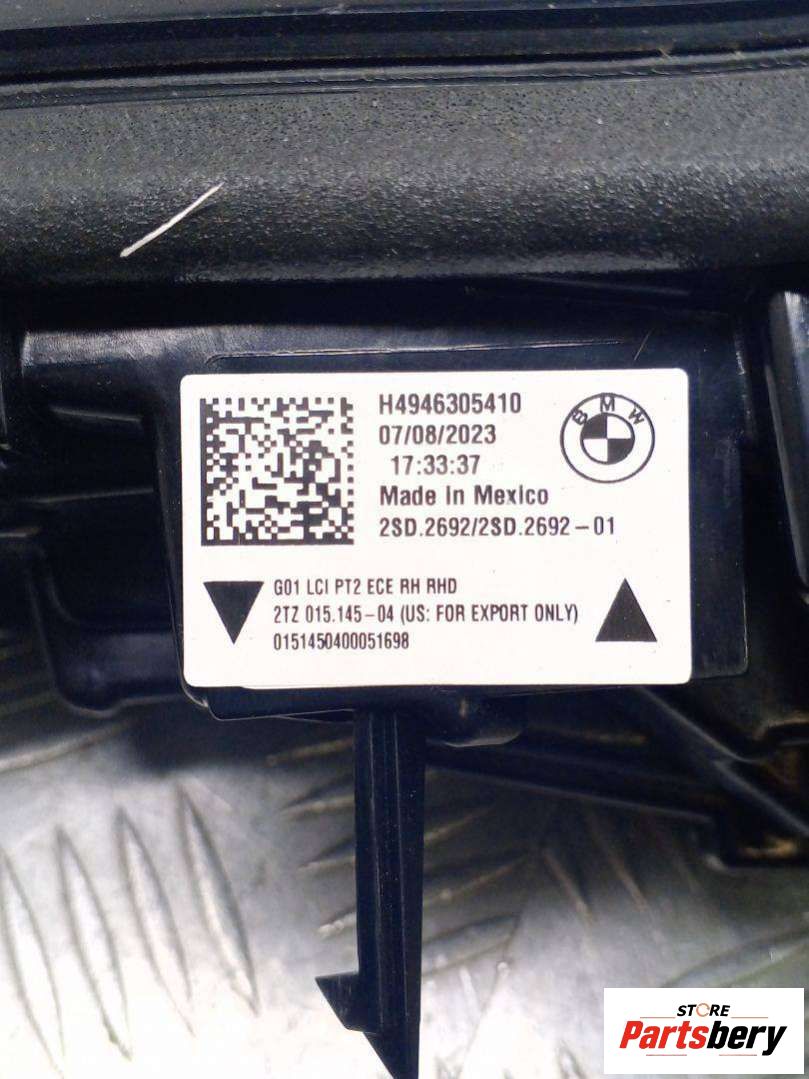 H4946305410
07/08/2023
17:33:37
Made in Mexico
2SD.2692/2SD.2692-01
BMW
G01 LCI PT2 ECE RH RHD
2TZ 015.145-04 (US: FOR EXPORT ONLY)
0151450400051698
STORE
Partsbery